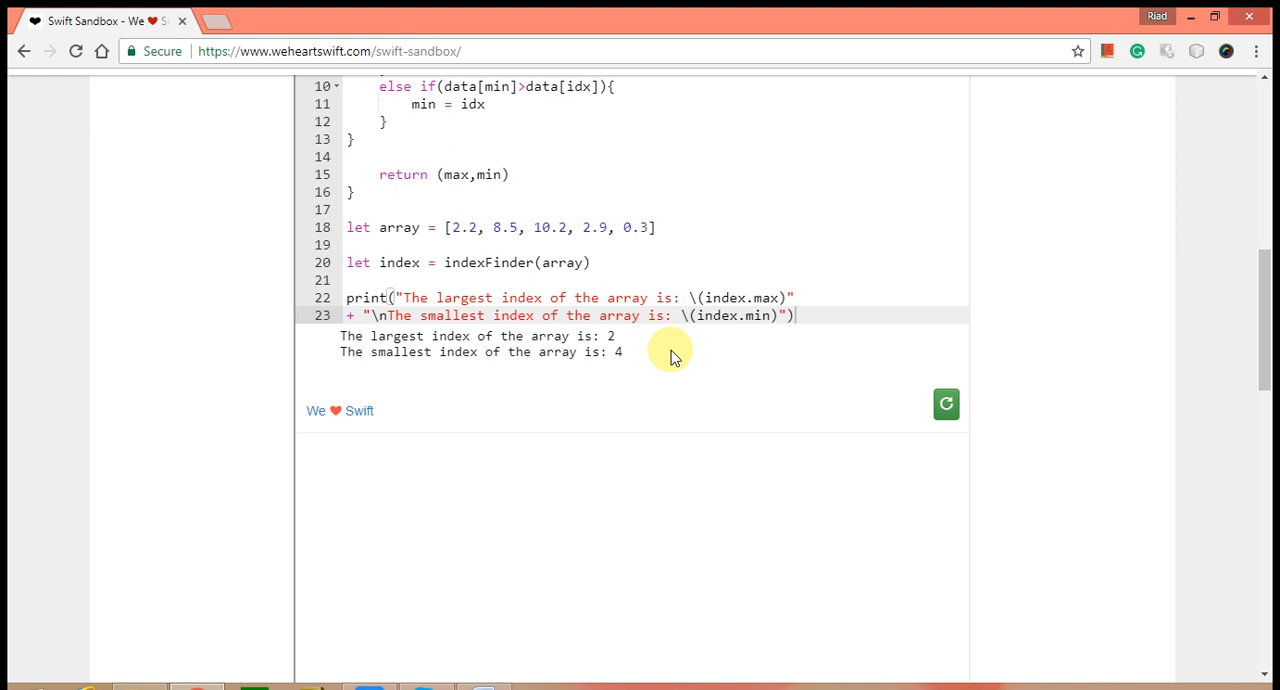 Swift Sandbox - We ❤ S
Riad
Secure
https://www.weheartswift.com/swift-sandbox/
10 else if(data[min]>data[idx]){
11 min = idx
12 }
13 }
14
15 return (max,min)
16 }
17
18 let array = [2.2, 8.5, 10.2, 2.9, 0.3]
19
20 let index = indexFinder(array)
21
22 print("The largest index of the array is: \(index.max)"
23 + "\nThe smallest index of the array is: \(index.min)")
The largest index of the array is: 2
The smallest index of the array is: 4
We ❤ Swift